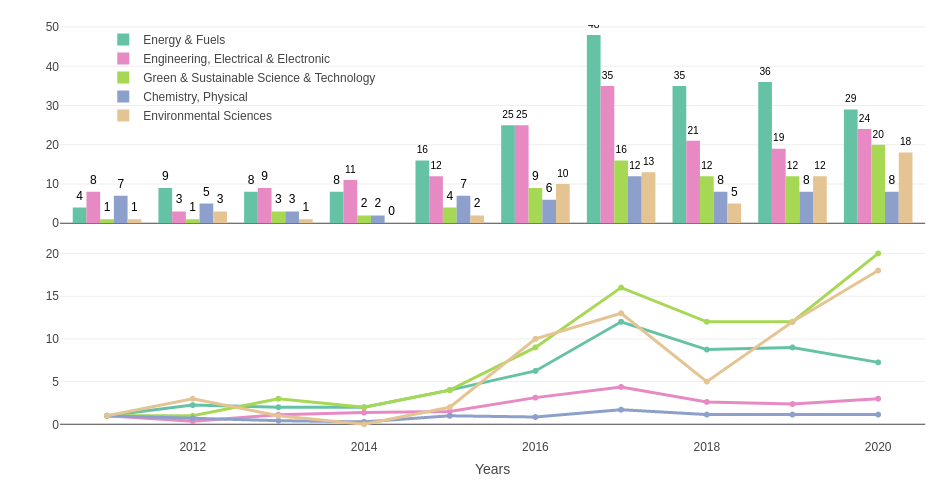 50
40
30
20
10
0
Energy & Fuels
Engineering, Electrical & Electronic
Green & Sustainable Science & Technology
Chemistry, Physical
Environmental Sciences
4 8 1 7 1
9 3 1 5 3
8 9 3 3 1
8 11 2 2 0
16 12 4 7 2
25 25 9 6 10
48 35 16 12 13
35 21 12 8 5
36 19 12 8 12
29 24 20 8 18
20
15
10
5
0
2012 2014 2016 2018 2020
Years